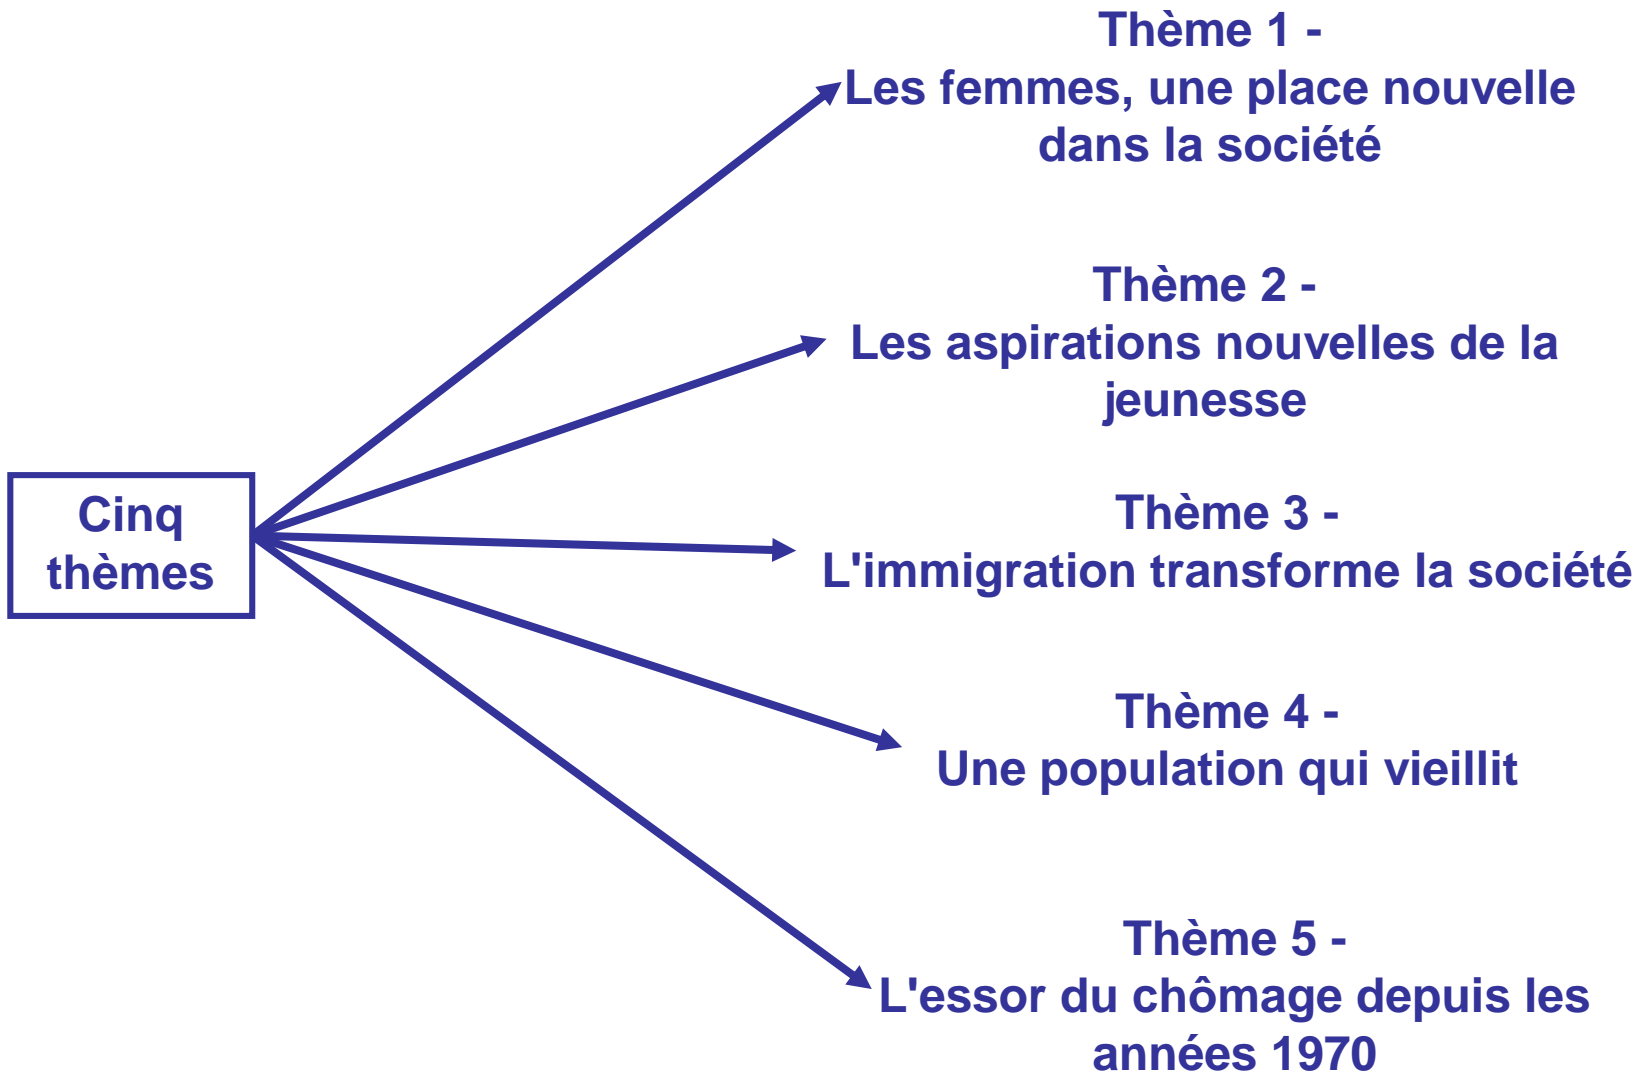 Cinq
thèmes
Thème 1 -
Les femmes, une place nouvelle
dans la société
Thème 2 -
Les aspirations nouvelles de la
jeunesse
Thème 3 -
L'immigration transforme la société
Thème 4 -
Une population qui vieillit
Thème 5 -
L'essor du chômage depuis les
années 1970